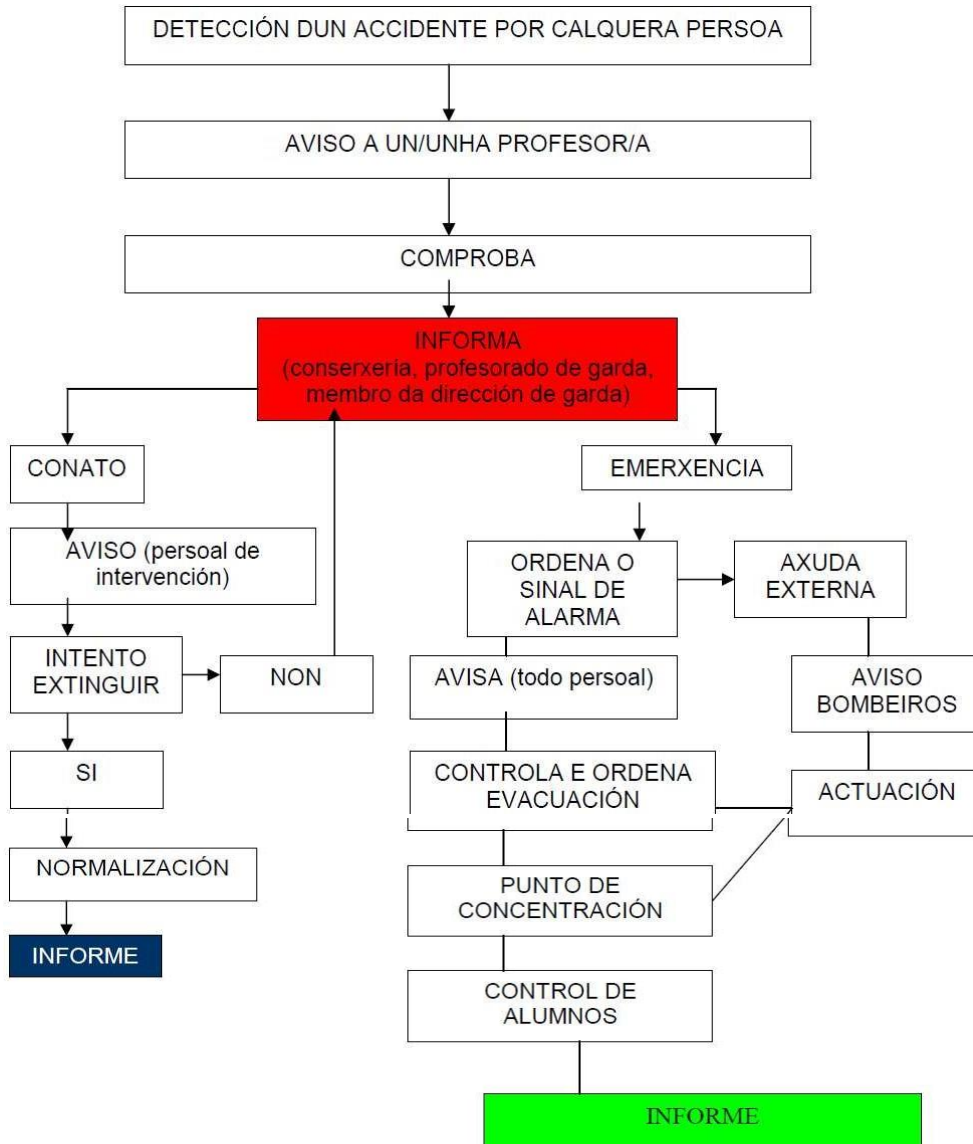 DETECCIÓN DUN ACCIDENTE POR CALQUERA PERSOA
AVISO A UN/UNHA PROFESOR/A
COMPROBA
INFORMA
(conserxería, profesorado de garda,
membro da dirección de garda)
CONATO
AVISO (persoal de
intervención)
INTENTO
EXTINGUIR
NON
SI
NORMALIZACIÓN
INFORME
EMERXENCIA
ORDENA O
SINAL DE
ALARMA
AXUDA
EXTERNA
AVISA (todo persoal)
AVISO
BOMBEIROS
CONTROLA E ORDENA
EVACUACIÓN
ACTUACIÓN
PUNTO DE
CONCENTRACIÓN
CONTROL DE
ALUMNOS
INFORME